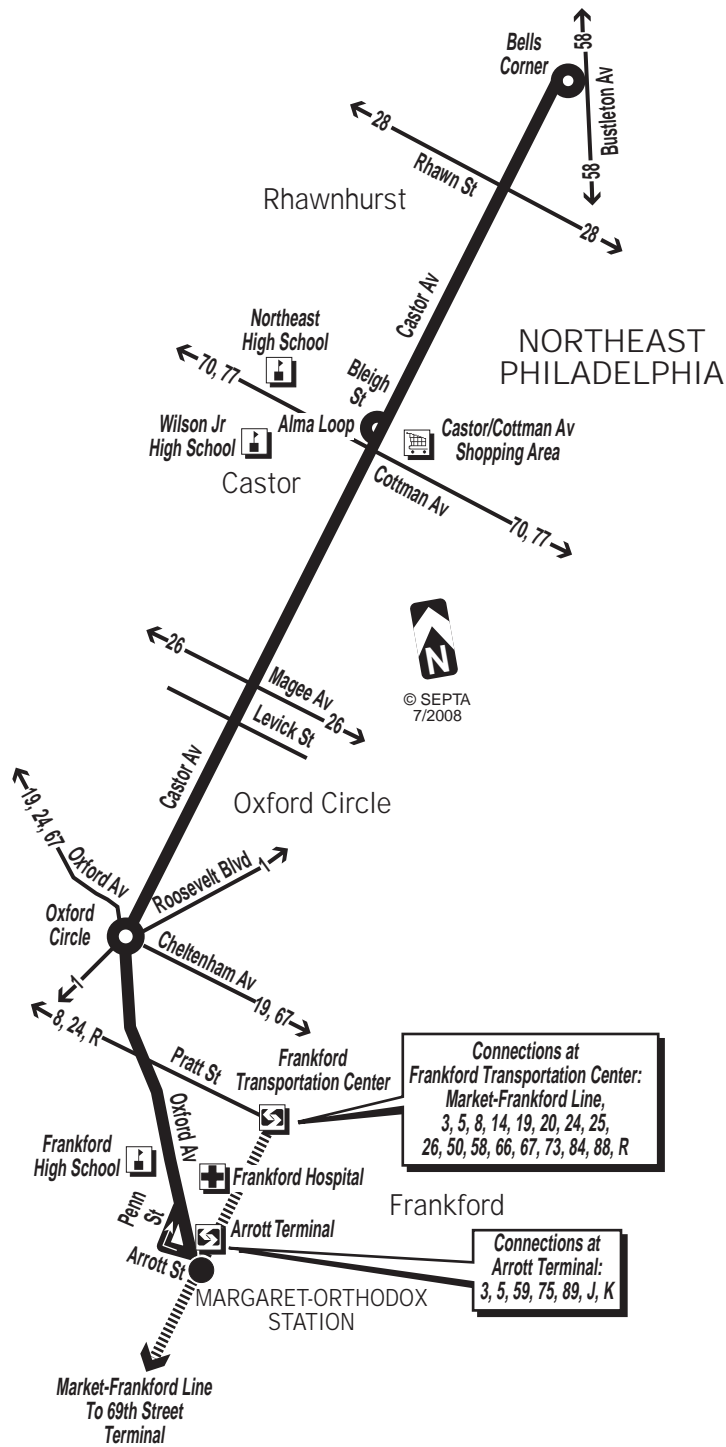 Bells
Corner
58
Bustleton Av
58
28
Rhawn St
28
Rhawnhurst
Castor Av
NORTHEAST
PHILADELPHIA
Northeast
High School
Bleigh
St
70, 77
Wilson Jr
High School
Alma Loop
Castor/Cottman Av
Shopping Area
Castor
Cottman Av
70, 77
N
© SEPTA
7/2008
26
Magee Av
26
Levick St
Castor Av
Oxford Circle
19, 24, 67
Oxford Av
Roosevelt Blvd
1
Oxford
Circle
Cheltenham Av
19, 67
1
8, 24, R
Pratt St
Frankford
Transportation Center
Connections at
Frankford Transportation Center:
Market-Frankford Line,
3, 5, 8, 14, 19, 20, 24, 25,
26, 50, 58, 66, 67, 73, 84, 88, R
Oxford Av
Frankford
High School
Frankford Hospital
Frankford
Penn
St
Arrott Terminal
Arrott St
Connections at
Arrott Terminal:
3, 5, 59, 75, 89, J, K
MARGARET-ORTHODOX
STATION
Market-Frankford Line
To 69th Street
Terminal